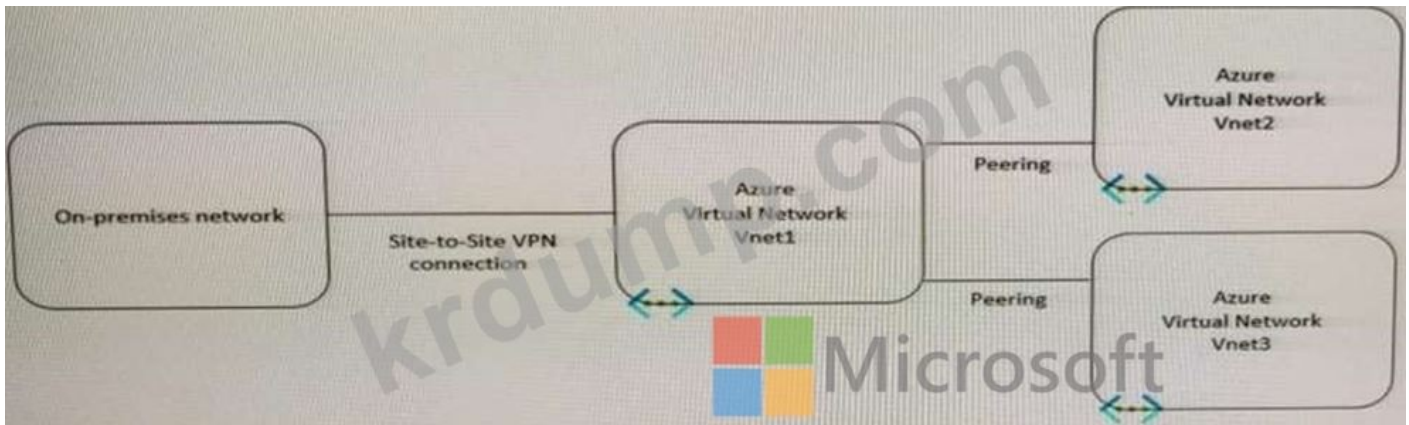 On-premises network
Site-to-Site VPN
connection
Azure
Virtual Network
Vnet1
Peering
Azure
Virtual Network
Vnet2
Peering
Azure
Virtual Network
Vnet3
krdump.com
Microsoft